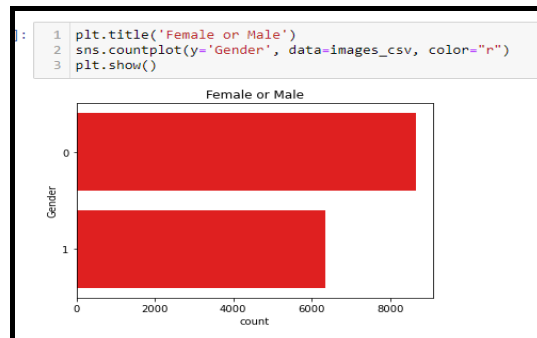 ]: 1 plt.title('Female or Male')
2 sns.countplot(y='Gender', data=images_csv, color="r")
3 plt.show()
Female or Male
0
Gender
1
0 2000 4000 6000 8000
count